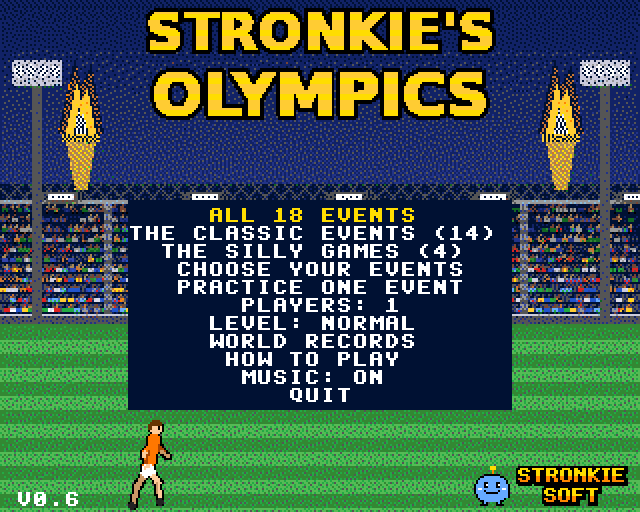 STRONKIE'S
OLYMPICS
ALL 18 EVENTS
THE CLASSIC EVENTS (14)
THE SILLY GAMES (4)
CHOOSE YOUR EVENTS
PRACTICE ONE EVENT
PLAYERS: 1
LEVEL: NORMAL
WORLD RECORDS
HOW TO PLAY
MUSIC: ON
QUIT
V0.6
STRONKIE
SOFT